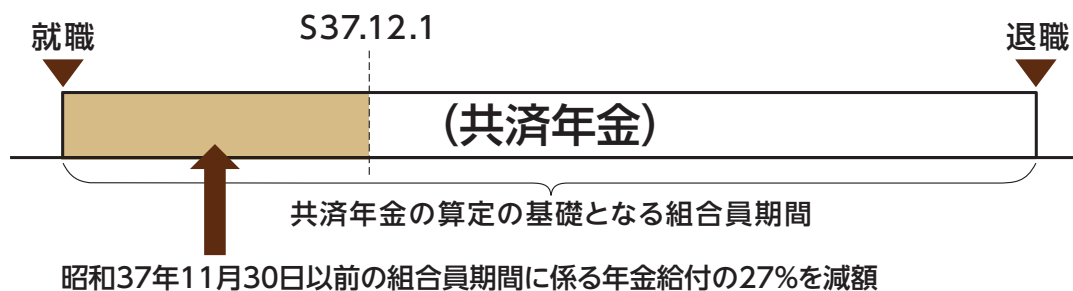 就職
S37.12.1
退職
(共済年金)
共済年金の算定の基礎となる組合員期間
昭和37年11月30日以前の組合員期間に係る年金給付の27%を減額